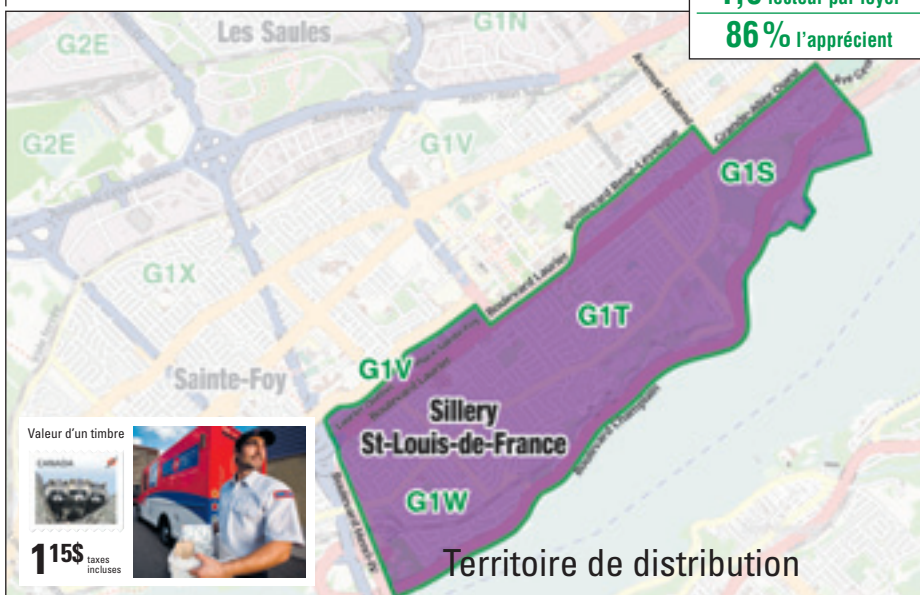 lecteur par foyer
86 % l'apprécient
G2E
Les Saules
G1N
Avenue Holland
Grande-Allée Ouest
G2E
G1V
Boulevard René-Lévesque
G1S
G1X
Boulevard Laurier
G1T
G1V
Boulevard Laurier
Sainte-Foy
Sillery
St-Louis-de-France
Boulevard Champlain
G1W
Valeur d'un timbre
CANADA
1 15$ taxes
incluses
Territoire de distribution